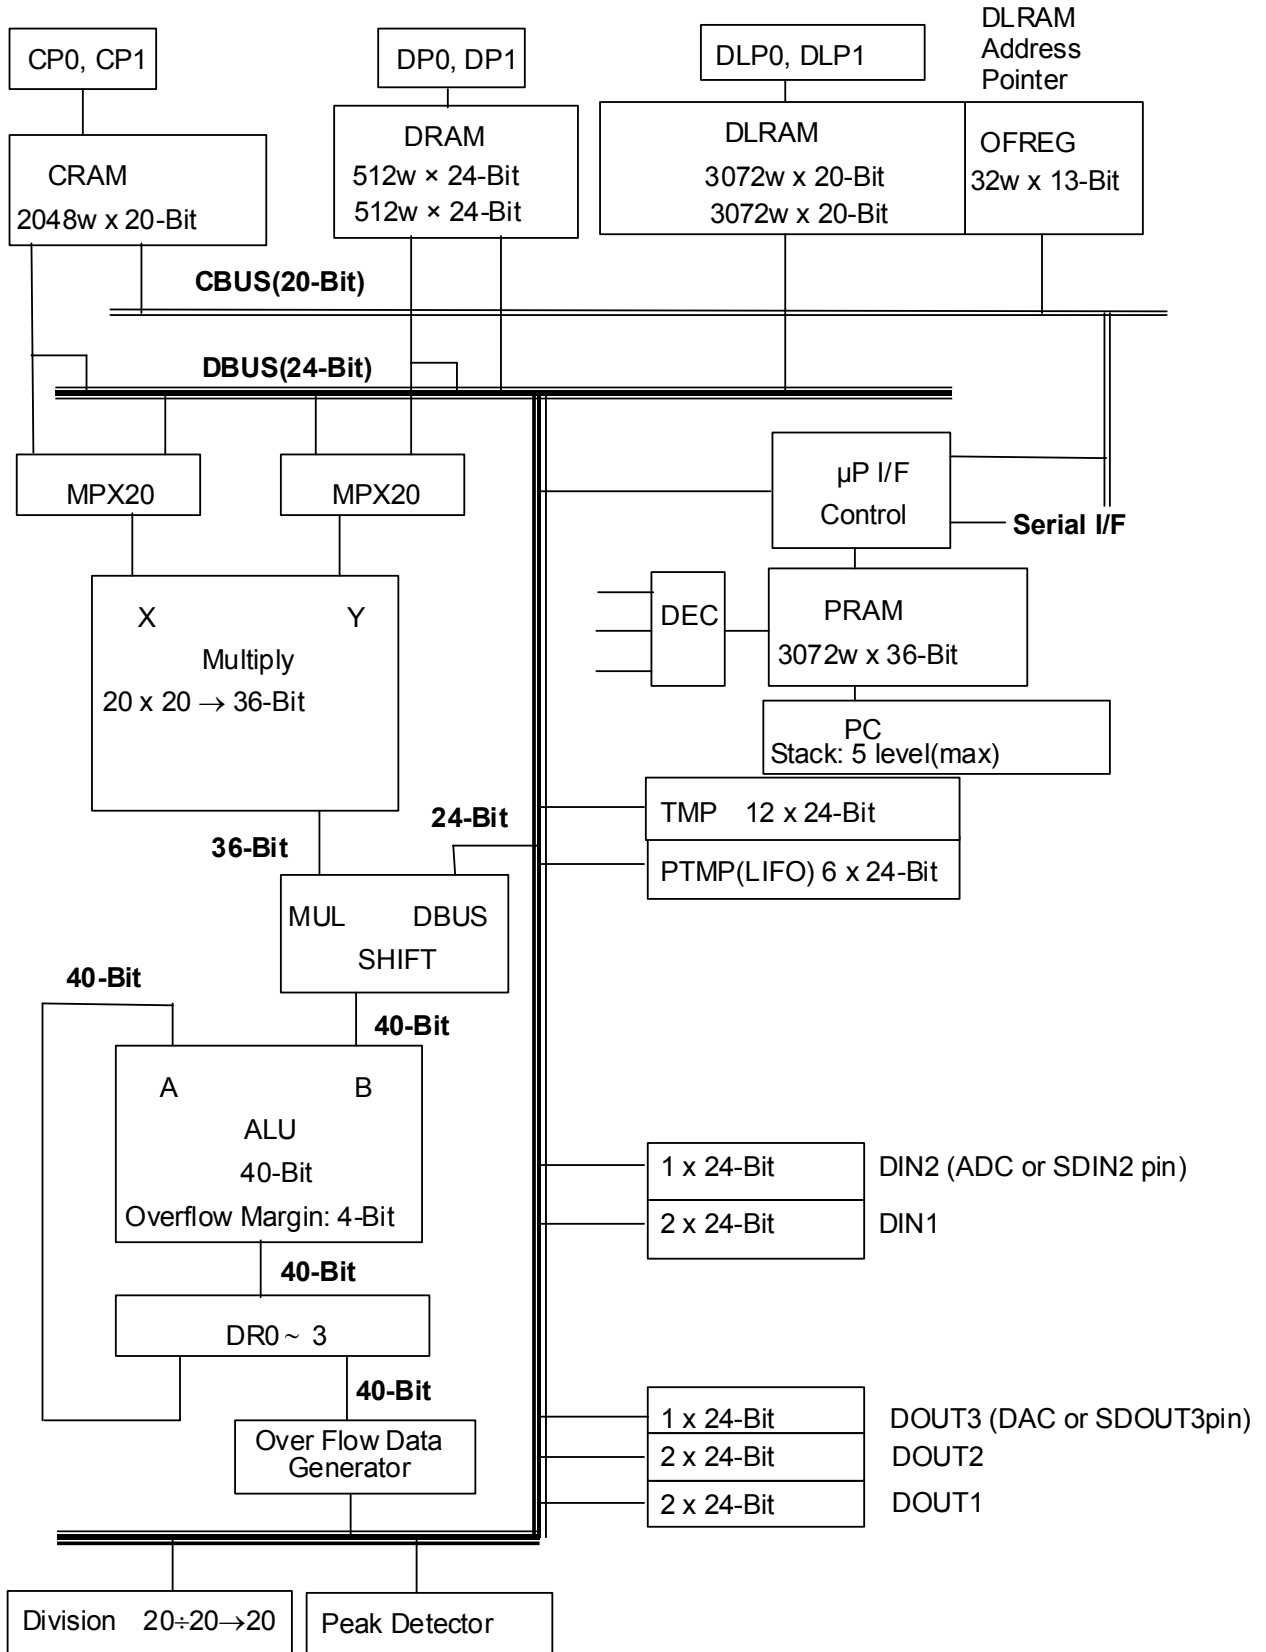 DLRAM
Address
Pointer
CP0, CP1
DP0, DP1
DLP0, DLP1
CRAM
2048w x 20-Bit
DRAM
512w × 24-Bit
512w × 24-Bit
DLRAM
3072w x 20-Bit
3072w x 20-Bit
OFREG
32w x 13-Bit
CBUS(20-Bit)
DBUS(24-Bit)
MPX20
MPX20
µP I/F
Control
Serial I/F
X
Y
Multiply
20 x 20 → 36-Bit
DEC
PRAM
3072w x 36-Bit
PC
Stack: 5 level(max)
TMP 12 x 24-Bit
PTMP(LIFO) 6 x 24-Bit
24-Bit
36-Bit
MUL
DBUS
SHIFT
40-Bit
40-Bit
A
B
ALU
40-Bit
Overflow Margin: 4-Bit
1 x 24-Bit
DIN2 (ADC or SDIN2 pin)
2 x 24-Bit
DIN1
40-Bit
DR0 ~ 3
40-Bit
Over Flow Data
Generator
1 x 24-Bit
DOUT3 (DAC or SDOUT3pin)
2 x 24-Bit
DOUT2
2 x 24-Bit
DOUT1
Division 20÷20→20
Peak Detector